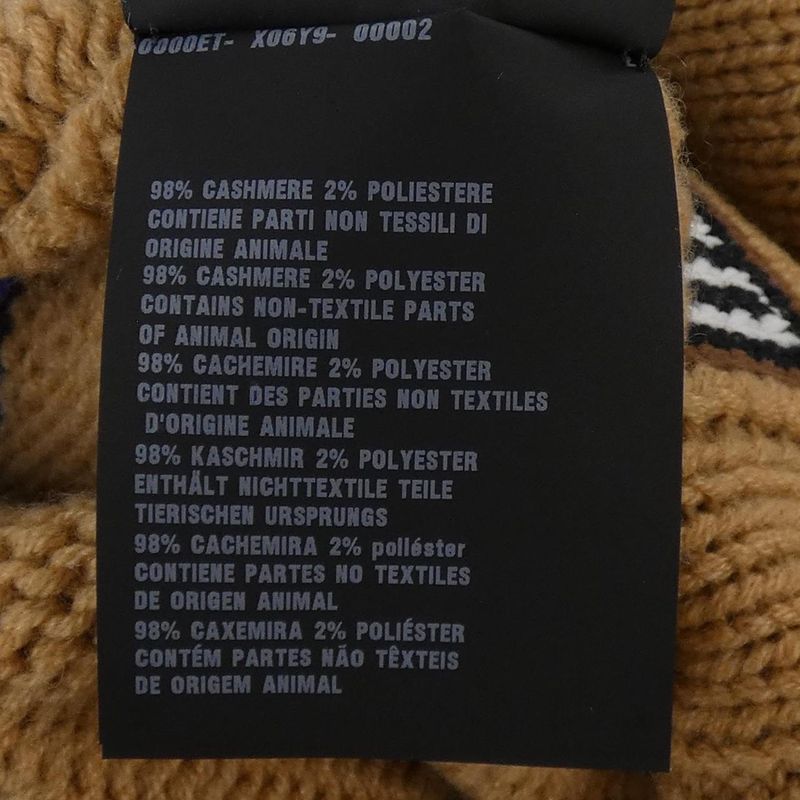 0000ET- X06Y9- 00002
98% CASHMERE 2% POLIESTERE
CONTIENE PARTI NON TESSILI DI
ORIGINE ANIMALE
98% CASHMERE 2% POLYESTER
CONTAINS NON-TEXTILE PARTS
OF ANIMAL ORIGIN
98% CACHEMIRE 2% POLYESTER
CONTIENT DES PARTIES NON TEXTILES
D'ORIGINE ANIMALE
98% KASCHMIR 2% POLYESTER
ENTHÄLT NICHTTEXTILE TEILE
TIERISCHEN URSPRUNGS
98% CACHEMIRA 2% poliéster
CONTIENE PARTES NO TEXTILES
DE ORIGEN ANIMAL
98% CAXEMIRA 2% POLIÉSTER
CONTÉM PARTES NÃO TÊXTEIS
DE ORIGEM ANIMAL